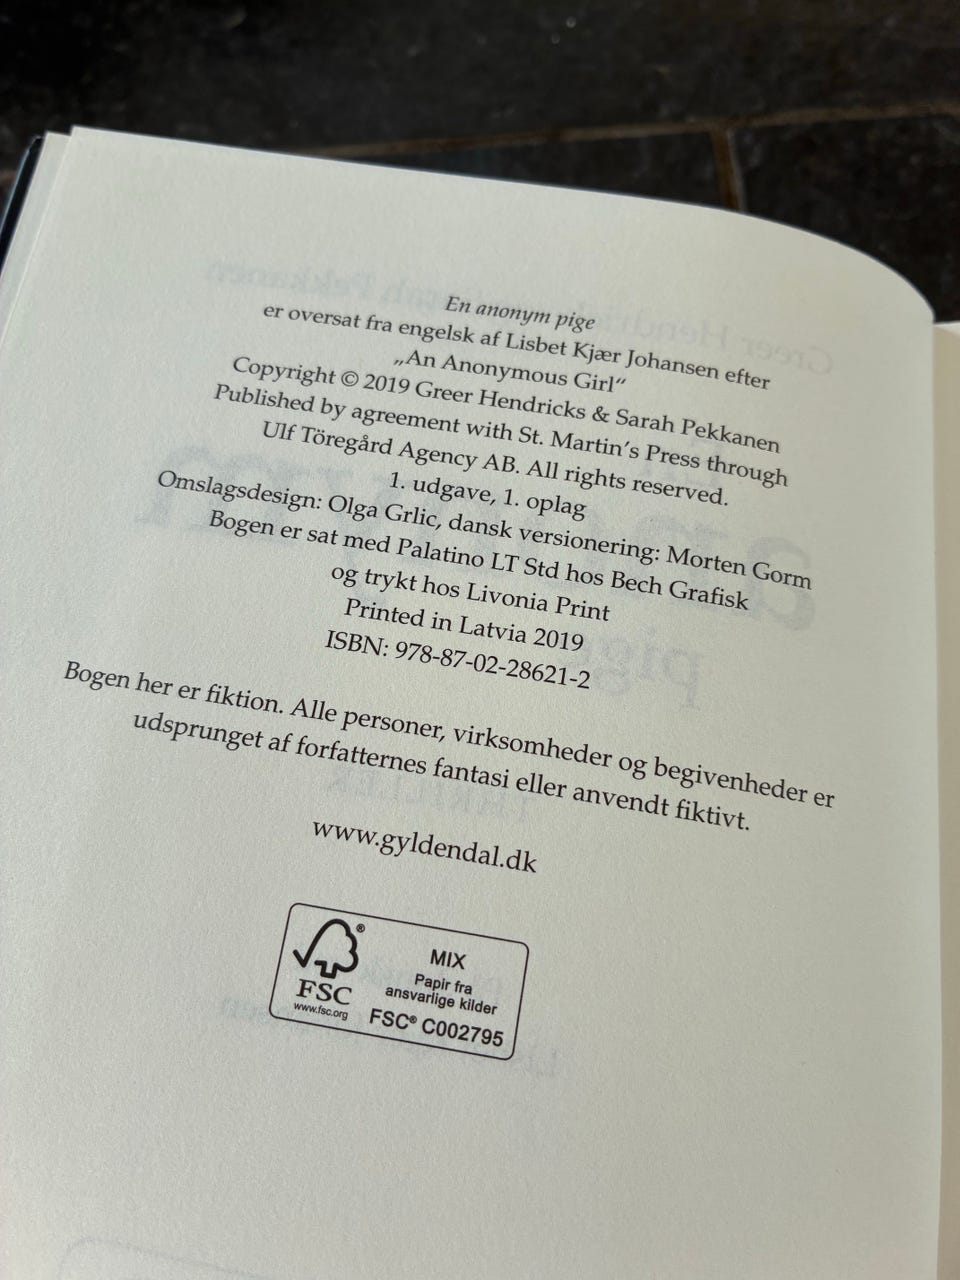 En anonym pige
er oversat fra engelsk af Lisbet Kjær Johansen efter
„An Anonymous Girl“
Copyright © 2019 Greer Hendricks & Sarah Pekkanen
Published by agreement with St. Martin's Press through
Ulf Töregård Agency AB. All rights reserved.
1. udgave, 1. oplag
Omslagsdesign: Olga Grlic, dansk versionering: Morten Gorm
Bogen er sat med Palatino LT Std hos Bech Grafisk
og trykt hos Livonia Print
Printed in Latvia 2019
ISBN: 978-87-02-28621-2
Bogen her er fiktion. Alle personer, virksomheder og begivenheder er
udsprunget af forfatternes fantasi eller anvendt fiktivt.
www.gyldendal.dk
®
FSC
www.fsc.org
MIX
Papir fra
ansvarlige kilder
FSC® C002795